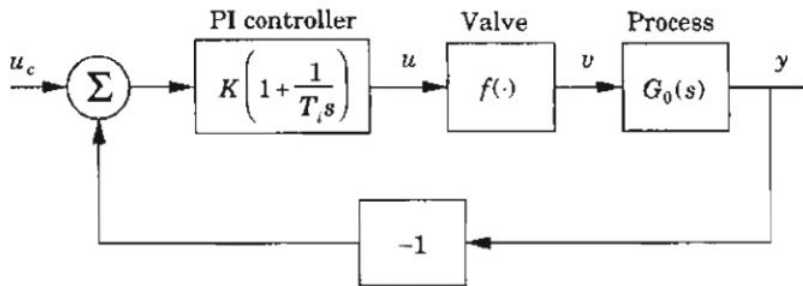 PI controller Valve Process
u_c Σ K(1+1/(T_i s)) u f(·) v G_0(s) y
-1